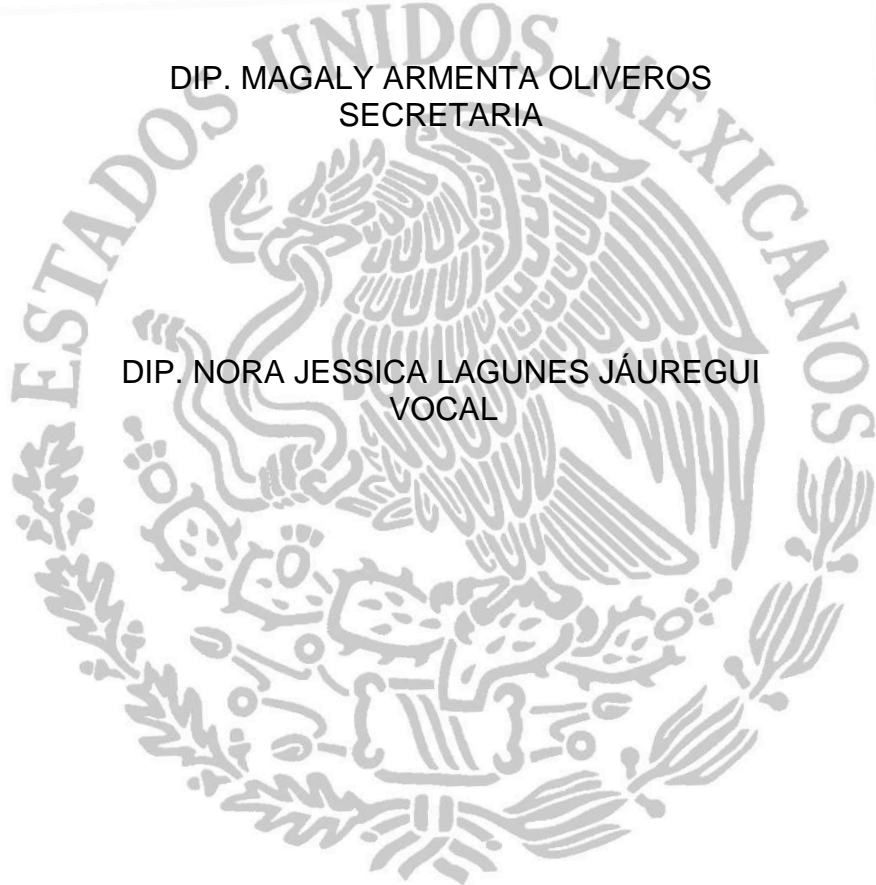 ESTADOS UNIDOS MEXICANOS
DIP. MAGALY ARMENTA OLIVEROS
SECRETARIA
DIP. NORA JESSICA LAGUNES JÁUREGUI
VOCAL